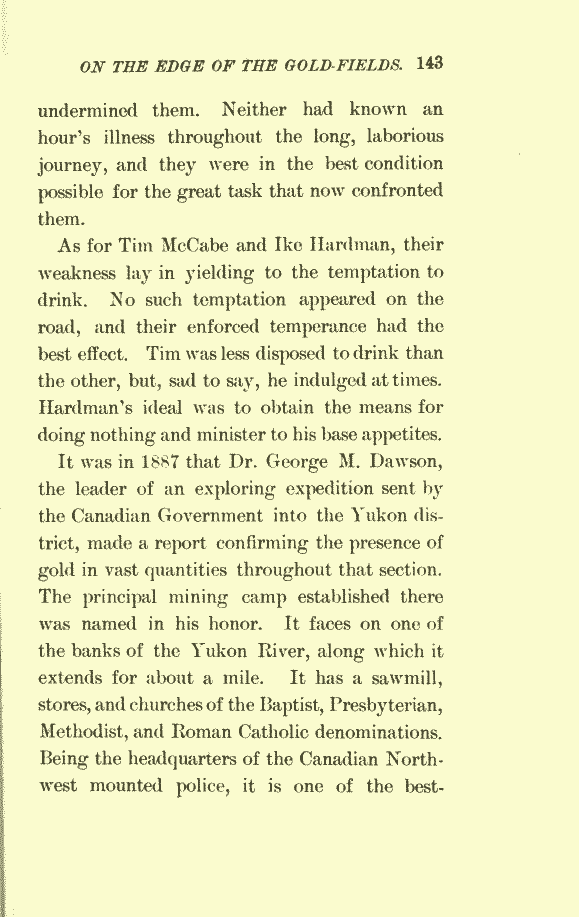 ON THE EDGE OF THE GOLD-FIELDS. 143
undermined them. Neither had known an
hour's illness throughout the long, laborious
journey, and they were in the best condition
possible for the great task that now confronted
them.
As for Tim McCabe and Ike Hardman, their
weakness lay in yielding to the temptation to
drink. No such temptation appeared on the
road, and their enforced temperance had the
best effect. Tim was less disposed to drink than
the other, but, sad to say, he indulged at times.
Hardman's ideal was to obtain the means for
doing nothing and minister to his base appetites.
It was in 1887 that Dr. George M. Dawson,
the leader of an exploring expedition sent by
the Canadian Government into the Yukon dis-
trict, made a report confirming the presence of
gold in vast quantities throughout that section.
The principal mining camp established there
was named in his honor. It faces on one of
the banks of the Yukon River, along which it
extends for about a mile. It has a sawmill,
stores, and churches of the Baptist, Presbyterian,
Methodist, and Roman Catholic denominations.
Being the headquarters of the Canadian North-
west mounted police, it is one of the best-